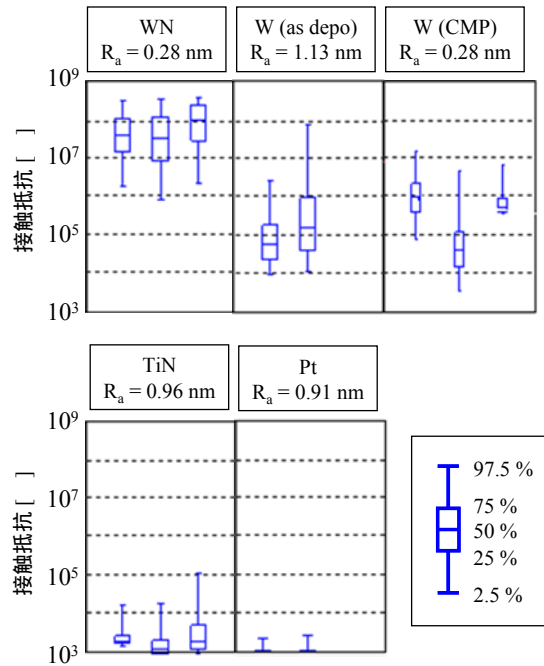 WN
Rₐ = 0.28 nm
W (as depo)
Rₐ = 1.13 nm
W (CMP)
Rₐ = 0.28 nm
接触抵抗 [ ]
10⁹
10⁷
10⁵
10³
TiN
Rₐ = 0.96 nm
Pt
Rₐ = 0.91 nm
接触抵抗 [ ]
10⁹
10⁷
10⁵
10³
97.5 %
75 %
50 %
25 %
2.5 %